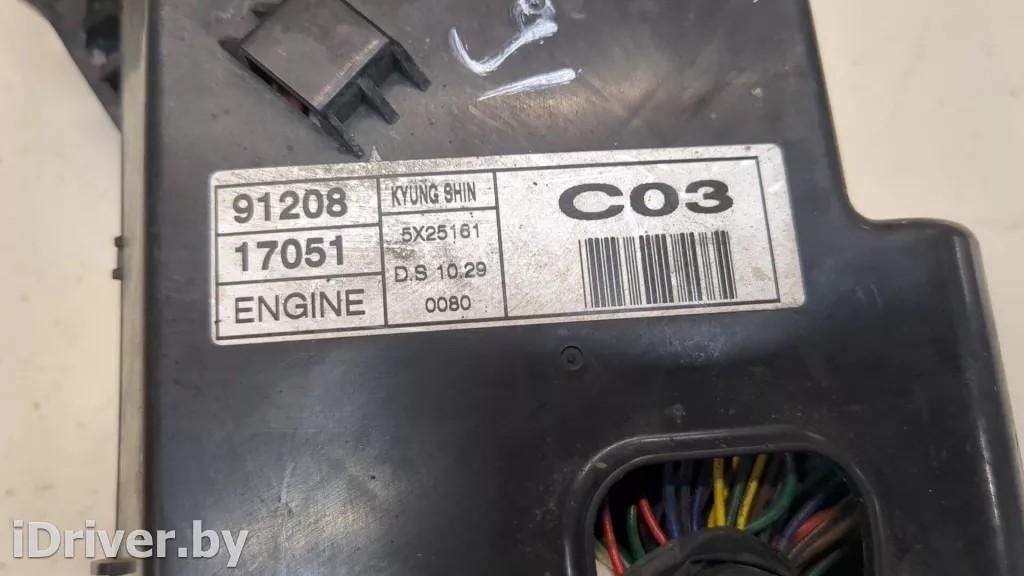 91208
17051
ENGINE
KYUNG SHIN
5X25161
D.S 10.29
0080
C03
iDriver.by